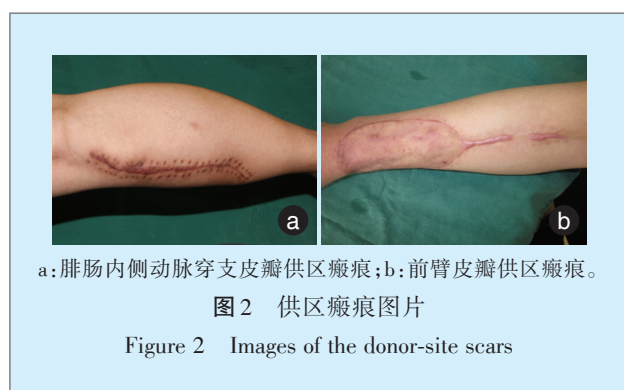 a
b
a:腓肠内侧动脉穿支皮瓣供区瘢痕;b:前臂皮瓣供区瘢痕。
图2 供区瘢痕图片
Figure 2 Images of the donor-site scars